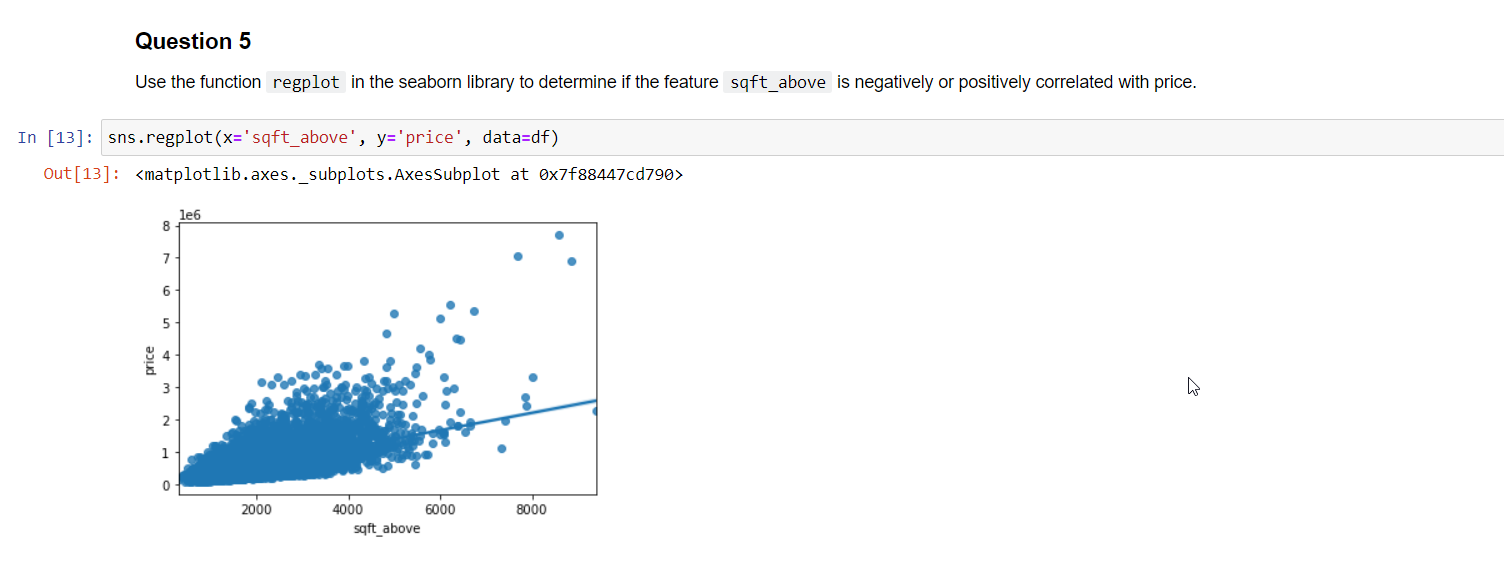 Question 5
Use the function regplot in the seaborn library to determine if the feature sqft_above is negatively or positively correlated with price.
In [13]: sns.regplot(x='sqft_above', y='price', data=df)
Out[13]: <matplotlib.axes._subplots.AxesSubplot at 0x7f88447cd790>
1e6
8
7
6
5
4
price
3
2
1
0
2000 4000 6000 8000
sqft_above